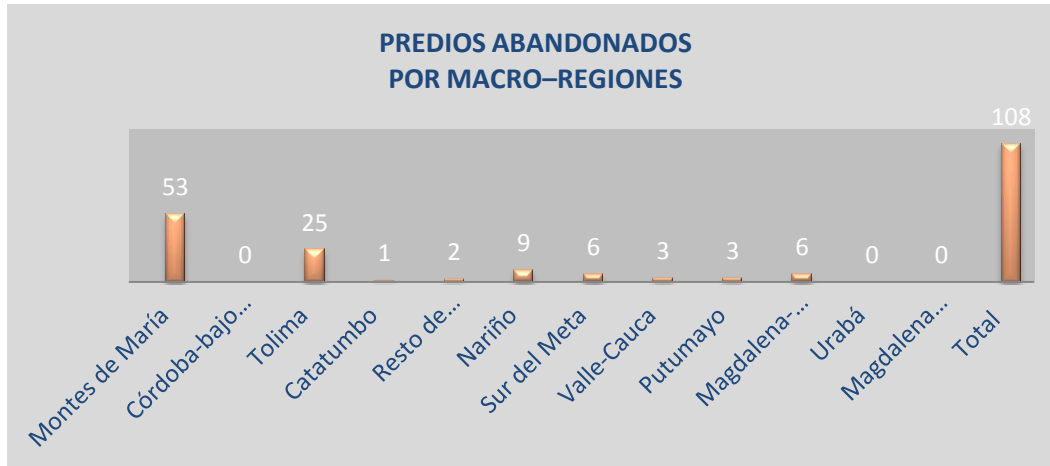 PREDIOS ABANDONADOS
POR MACRO–REGIONES
108
53
0
25
1
2
9
6
3
3
6
0
0
Montes de María
Córdoba-bajo...
Tolima
Catatumbo
Resto de...
Nariño
Sur del Meta
Valle-Cauca
Putumayo
Magdalena-...
Urabá
Magdalena...
Total